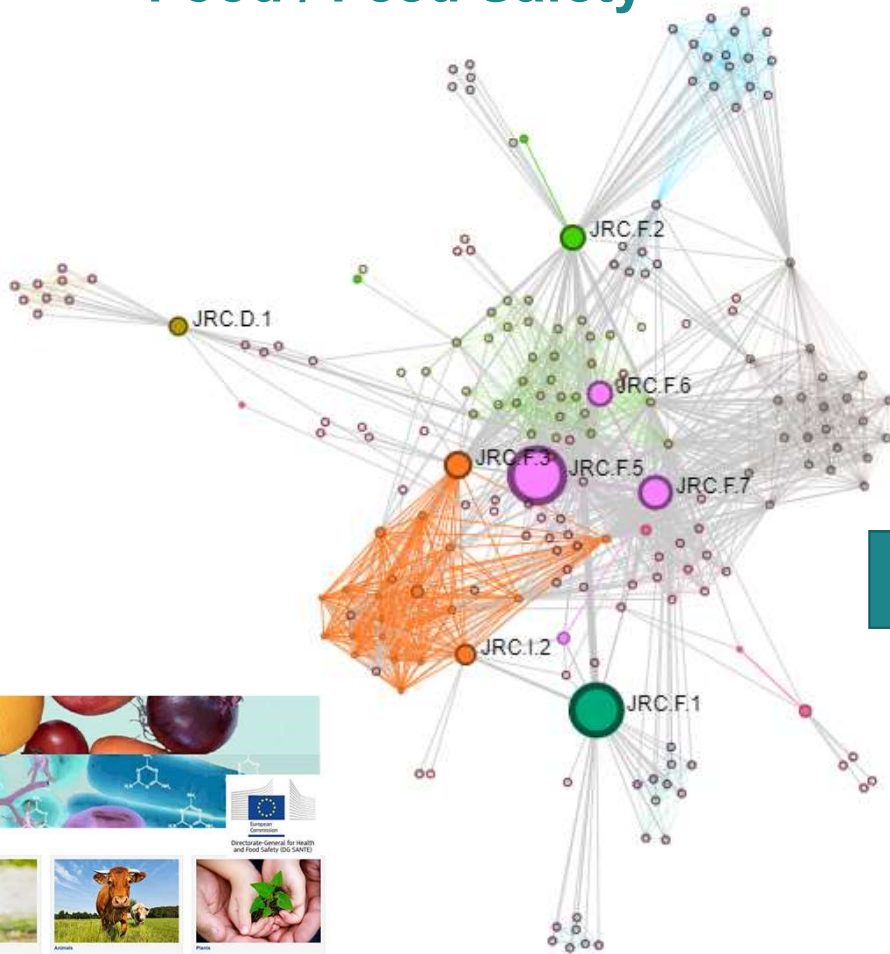 Food / Feed Safety
JRC.F.2
JRC.D.1
JRC.F.6
JRC.F.3
JRC.F.5
JRC.F.7
JRC.I.2
JRC.F.1
European
Commission
Directorate-General for Health
and Food Safety (DG SANTE)
Animals
Plants